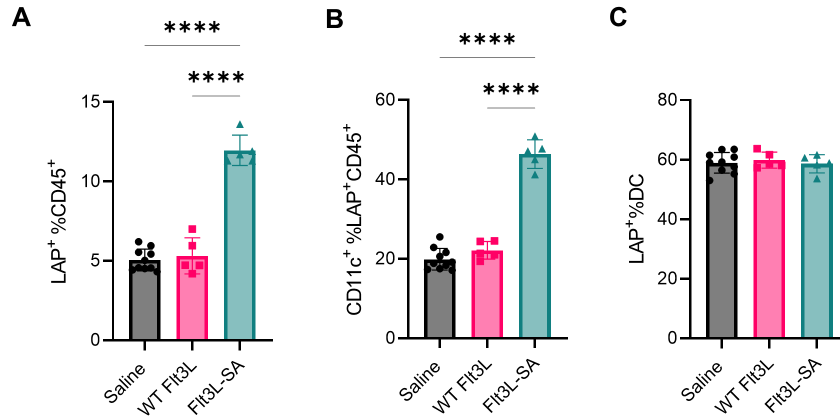 A
****
****
LAP+ %CD45+
15
10
5
0
Saline
WT Flt3L
Flt3L-SA
B
****
****
CD11c+ %LAP+CD45+
60
40
20
0
Saline
WT Flt3L
Flt3L-SA
C
LAP+%DC
80
60
40
20
0
Saline
WT Flt3L
Flt3L-SA